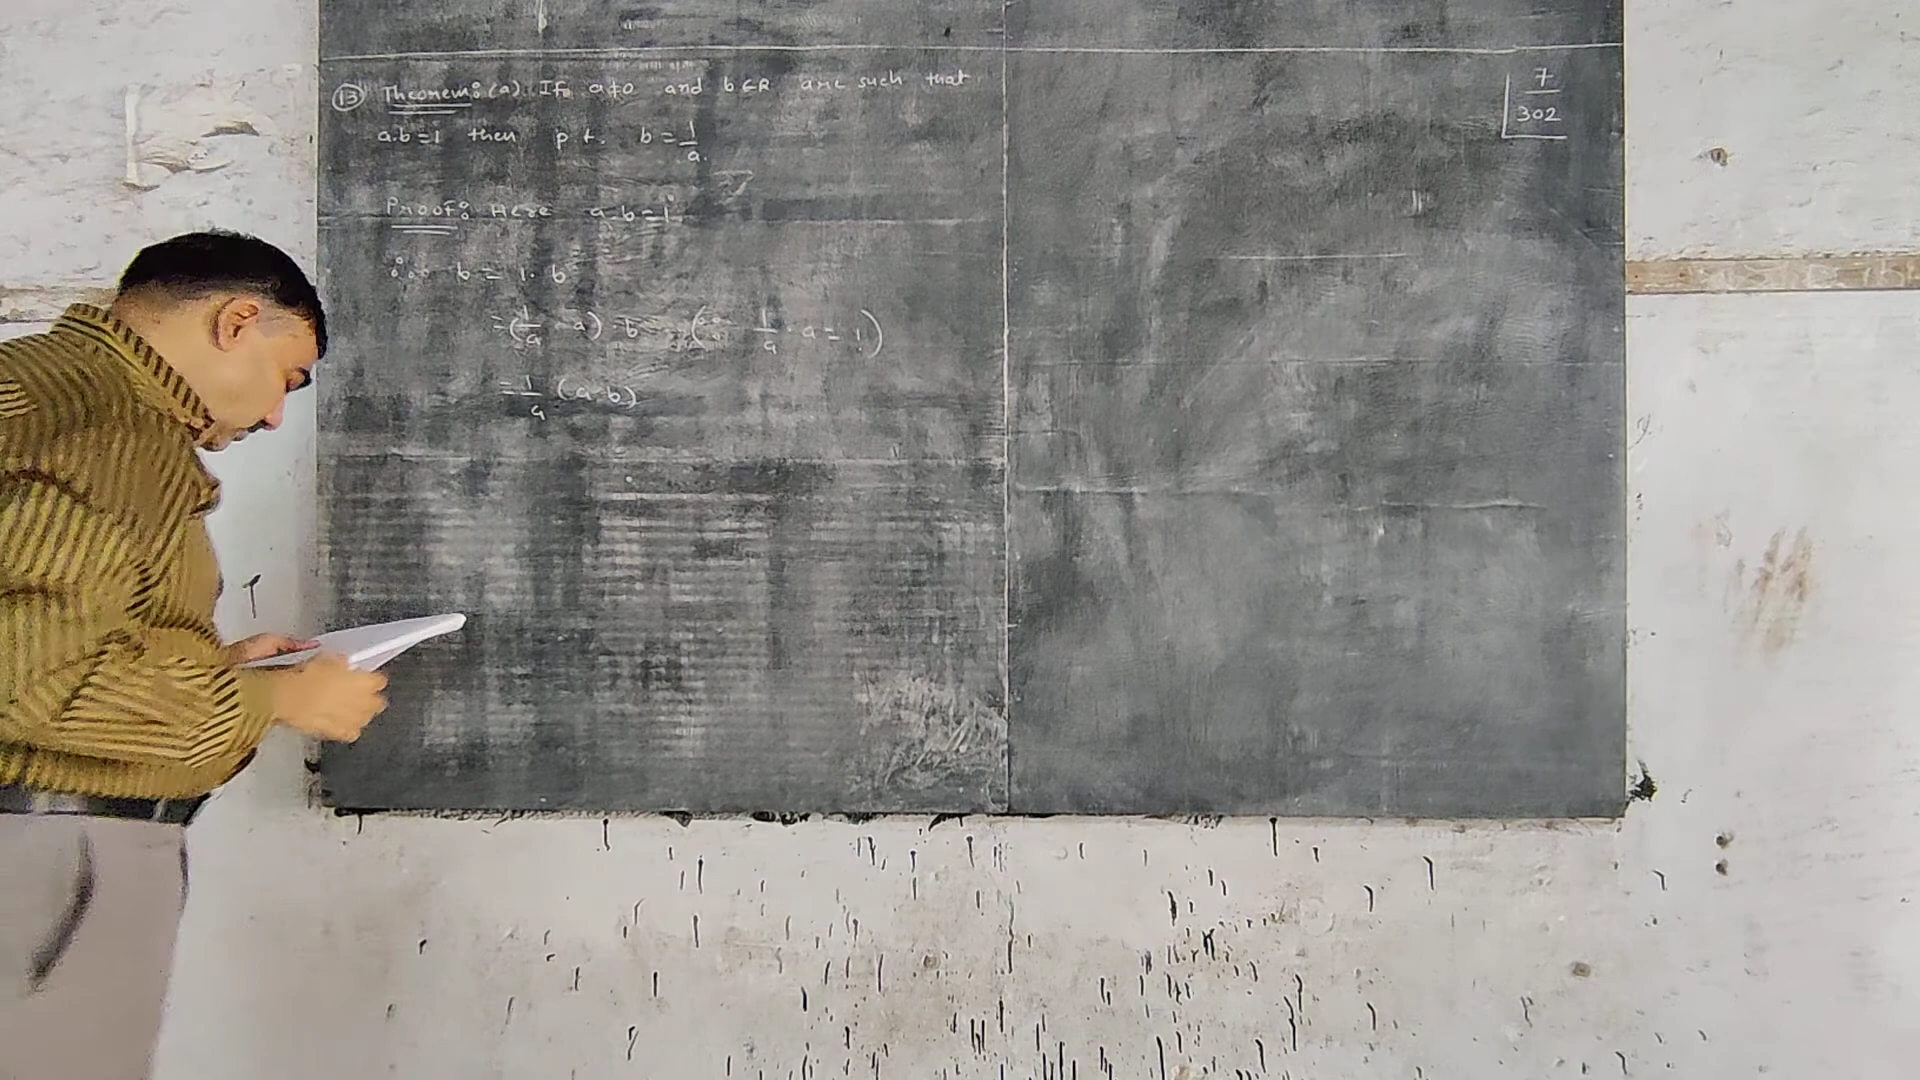 (13) Theorem: (a) If a≠0 and b∈R are such that
a.b=1 then p.t. b=1/a.
Proof: Here a.b=1
∴ b = 1. b
=(1/a · a)·b (∵ 1/a · a = 1)
=1/a (a.b)
7/302